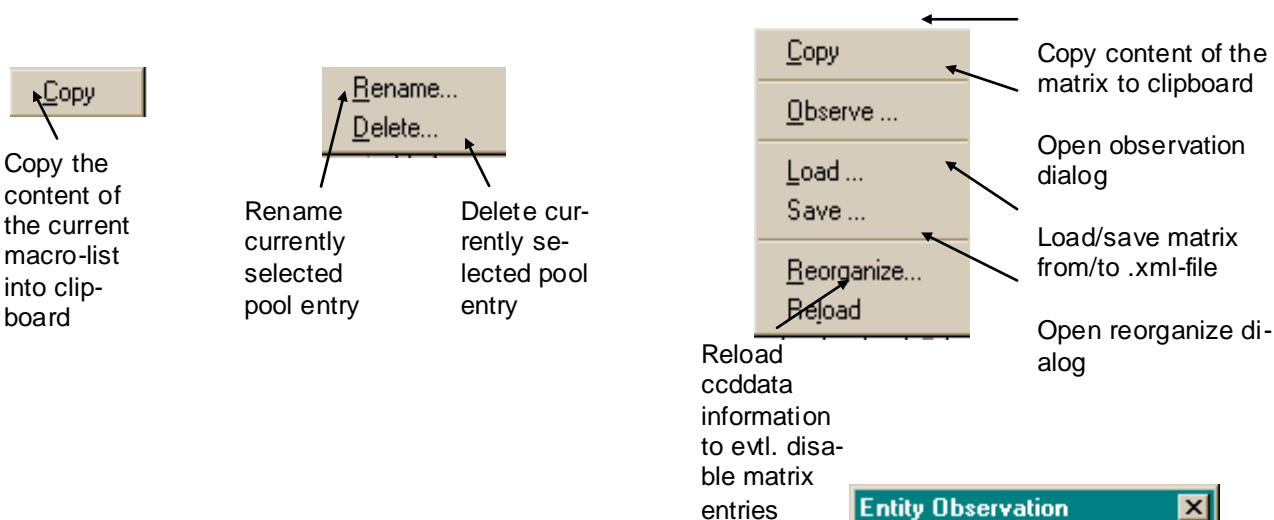 Copy
Copy the
content of
the current
macro-list
into clip-
board
Rename...
Delete...
Rename
currently
selected
pool entry
Delete cur-
rently se-
lected pool
entry
Copy
Observe ...
Load ...
Save ...
Reorganize...
Reload
Copy content of the
matrix to clipboard
Open observation
dialog
Load/save matrix
from/to .xml-file
Open reorganize di-
alog
Reload
ccddata
information
to evtl. disa-
ble matrix
entries
Entity Observation